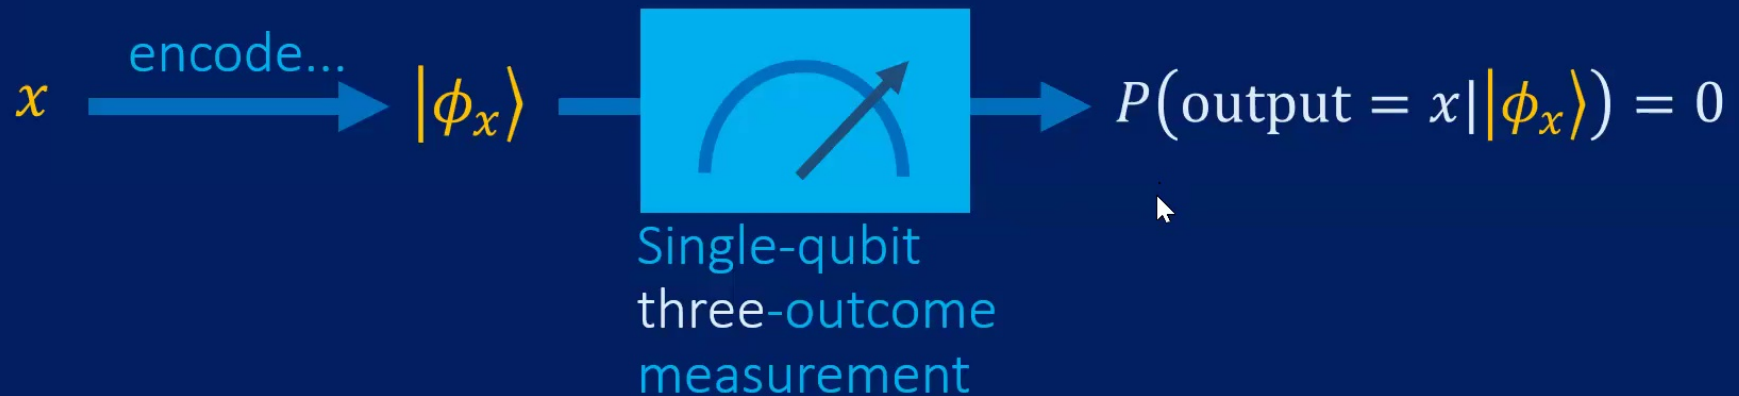 encode...
x
|ϕₓ⟩
P(output = x||ϕₓ⟩) = 0
Single-qubit
three-outcome
measurement